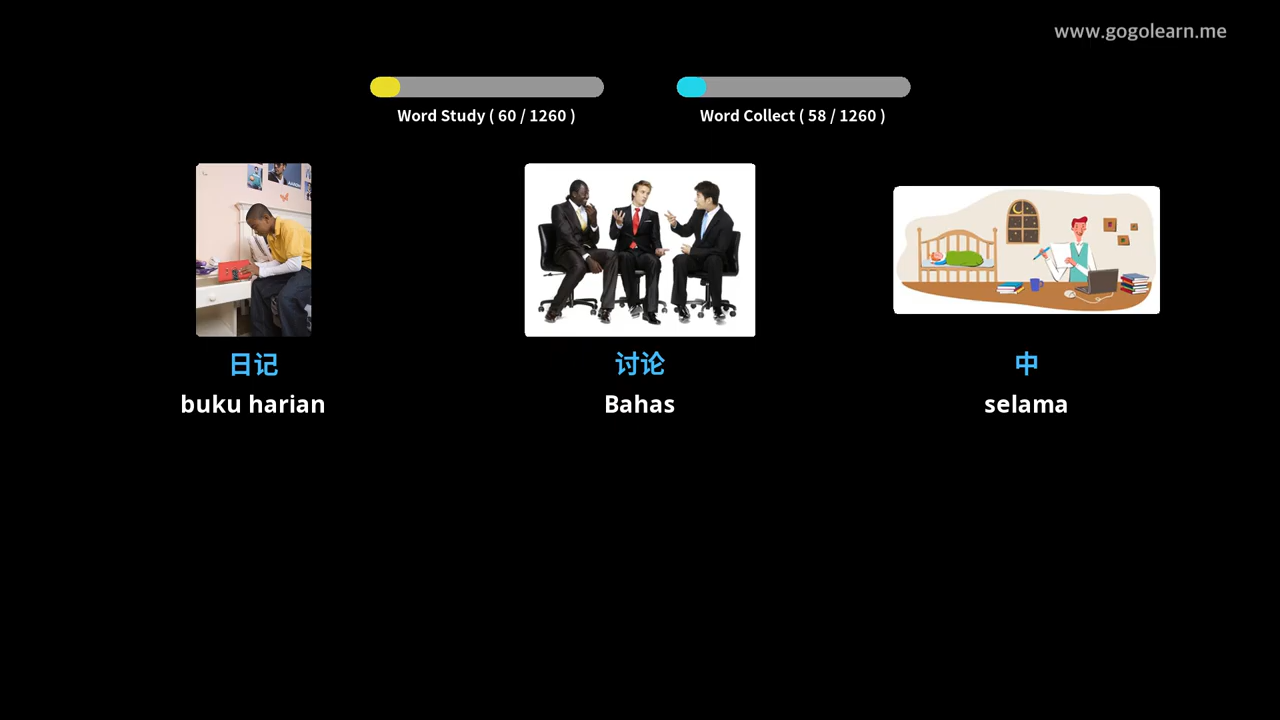 www.gogolearn.me
Word Study ( 60 / 1260 )
Word Collect ( 58 / 1260 )
日记
buku harian
讨论
Bahas
中
selama